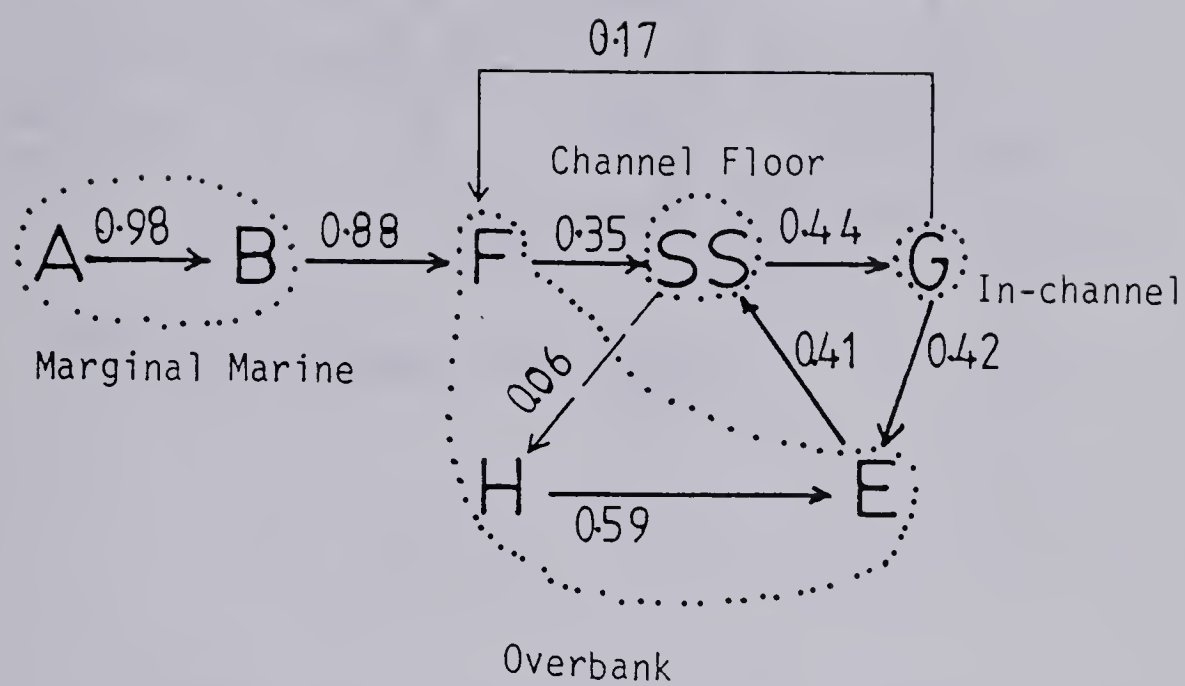 0.17
Channel Floor
A 0.98 B 0.88 F 0.35 SS 0.44 G
In-channel
Marginal Marine
0.06 0.41 0.42
H 0.59 E
Overbank